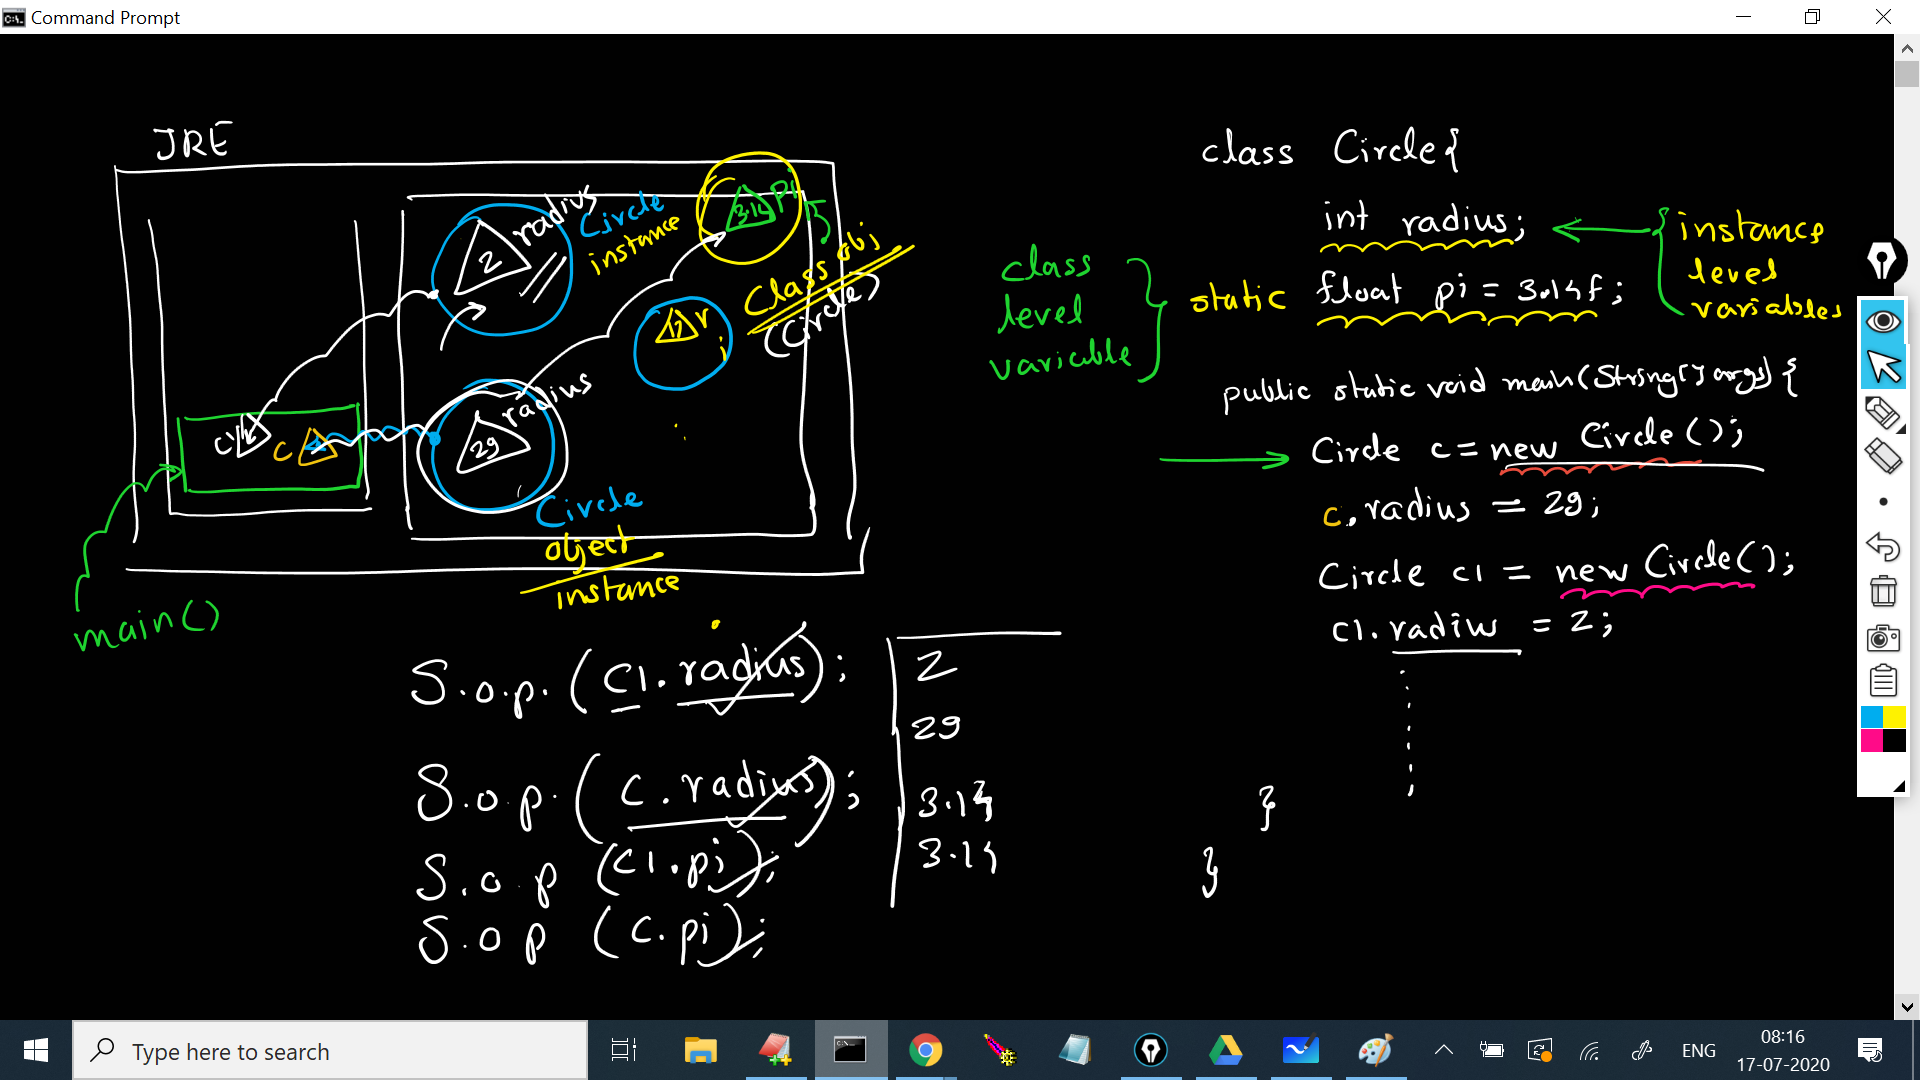 Command Prompt
JRE
radius
2
Circle
instance
3.14
Pi
Class obj
(Circle)
12
r
radius
29
c1
c
Circle
object
instance
main()
class Circle{
int radius;
instance
level
variables
class
level
variable
static float pi = 3.14f;
public static void main(String[] args) {
Circle c = new Circle();
c.radius = 29;
Circle c1 = new Circle();
c1.radius = 2;
}
}
S.o.p.(c1.radius);
S.o.p.(c.radius);
S.o.p(c1.pi);
S.o.p(c.pi);
2
29
3.14
3.14
Type here to search
ENG
08:16
17-07-2020